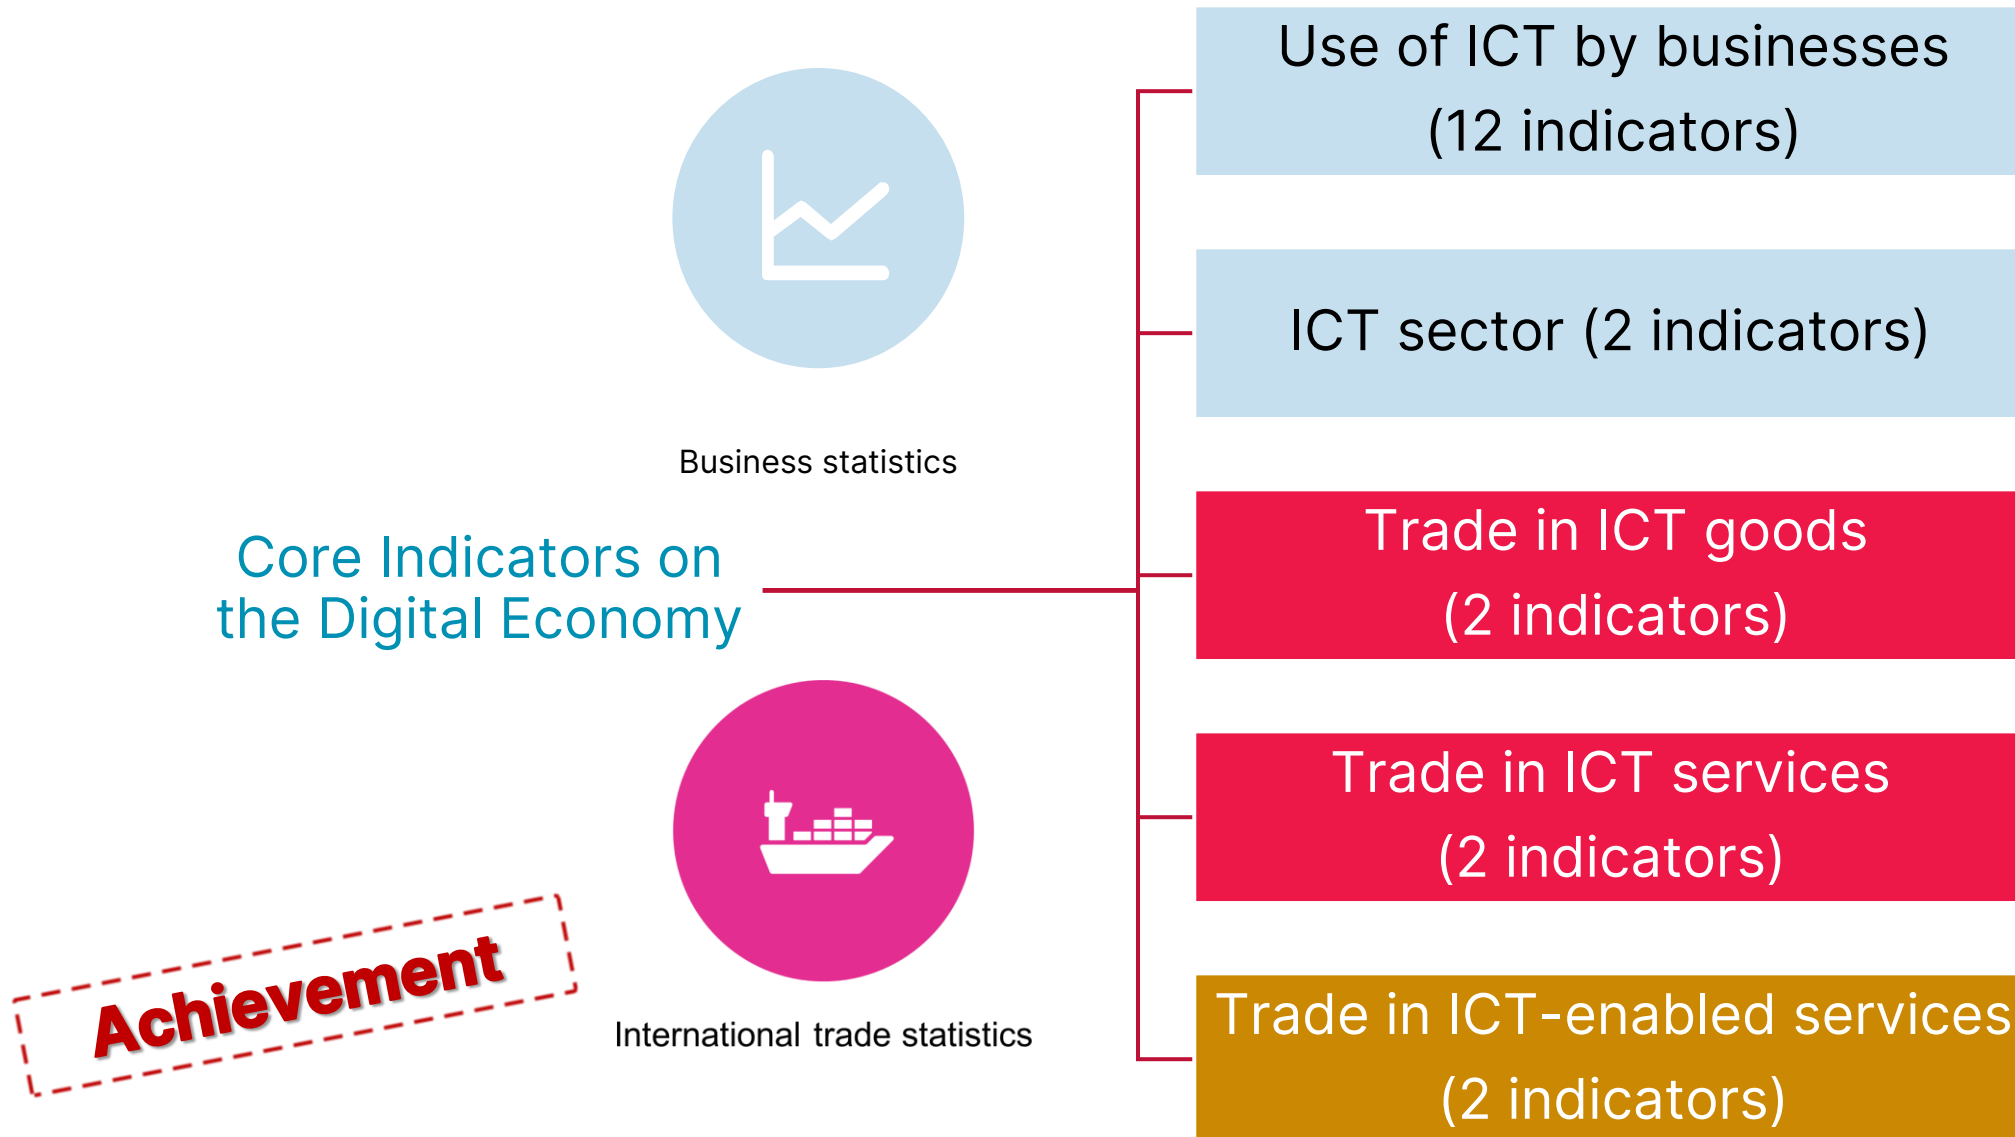 Use of ICT by businesses
(12 indicators)
ICT sector (2 indicators)
Business statistics
Trade in ICT goods
(2 indicators)
Core Indicators on
the Digital Economy
Trade in ICT services
(2 indicators)
Achievement
International trade statistics
Trade in ICT-enabled services
(2 indicators)